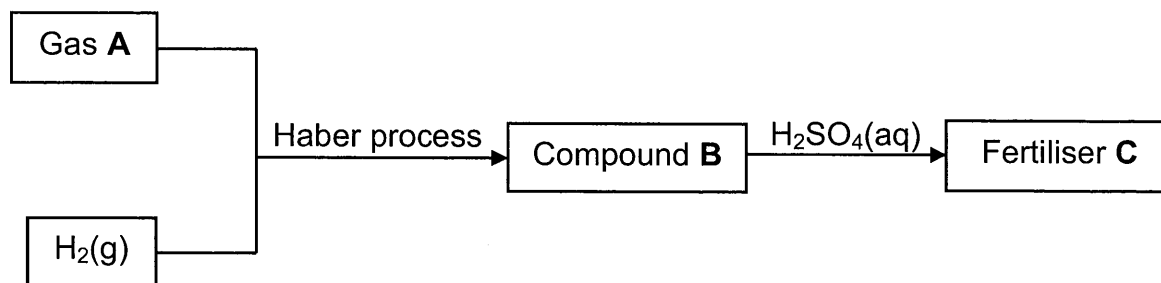 Gas A
Haber process
Compound B
H₂SO₄(aq)
Fertiliser C
H₂(g)